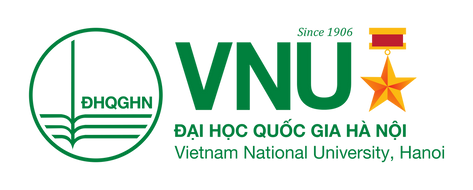 Since 1906
ĐHQGHN
VNU
ĐẠI HỌC QUỐC GIA HÀ NỘI
Vietnam National University, Hanoi